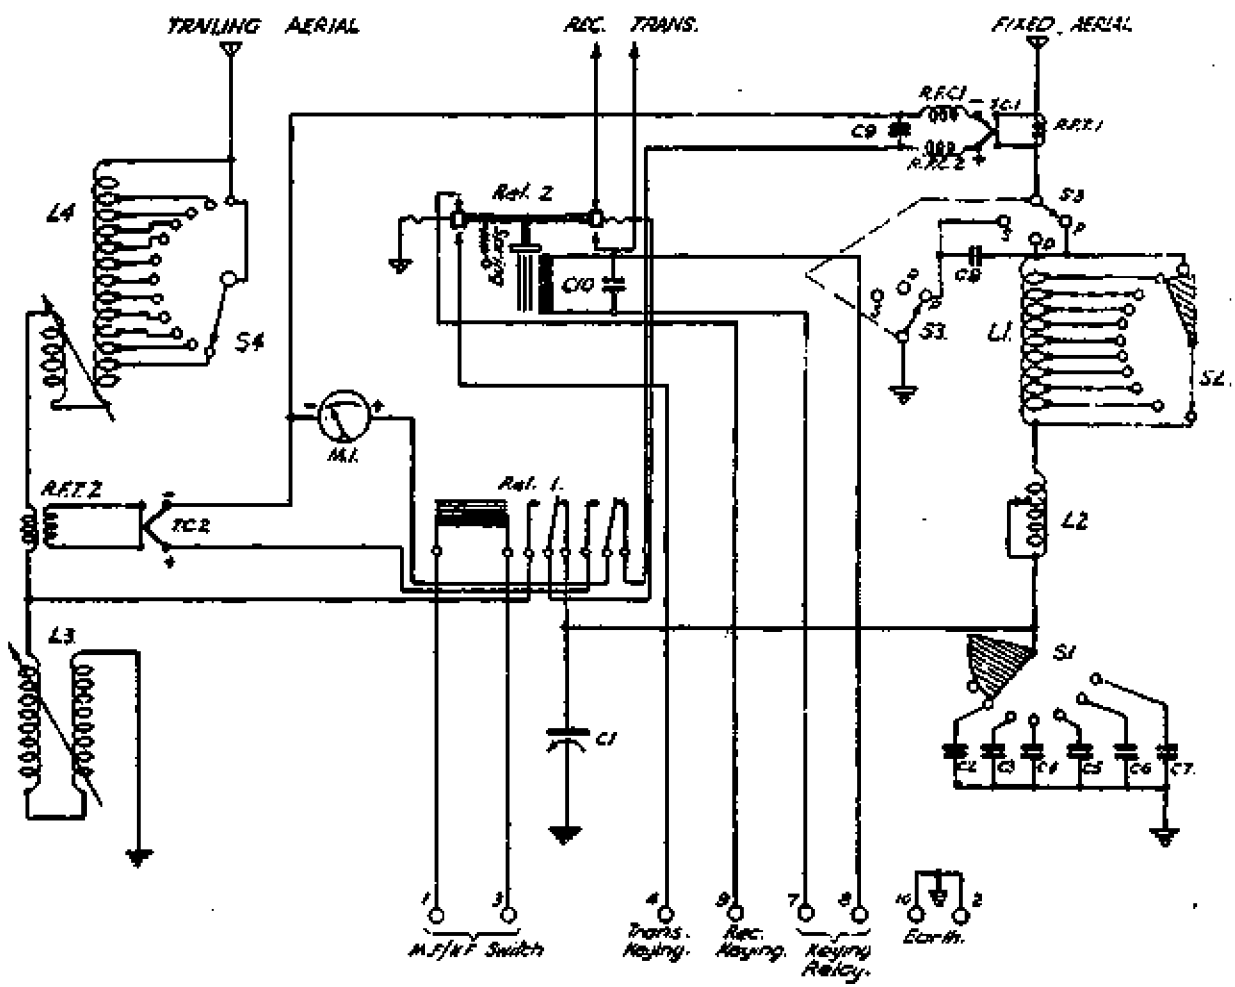 TRAILING AERIAL
REC. TRANS.
FIXED AERIAL
R.F.C.1
-
T.C.1
C9
R.F.T.1
R.F.C.2
+
Rel. 2
S3
L4
S
P
P
C8
C10
S
P
S3.
L1.
S4
S2.
-
+
M.1.
R.F.T.2
-
T.C.2
+
Rel. 1.
L2
L3
S1
C1
C2
C3
C4
C5
C6
C7.
1
3
4
9
7
8
10
2
M.F/H.F Switch
Trans. Keying.
Rec. Keying.
Keying Relay.
Earth.